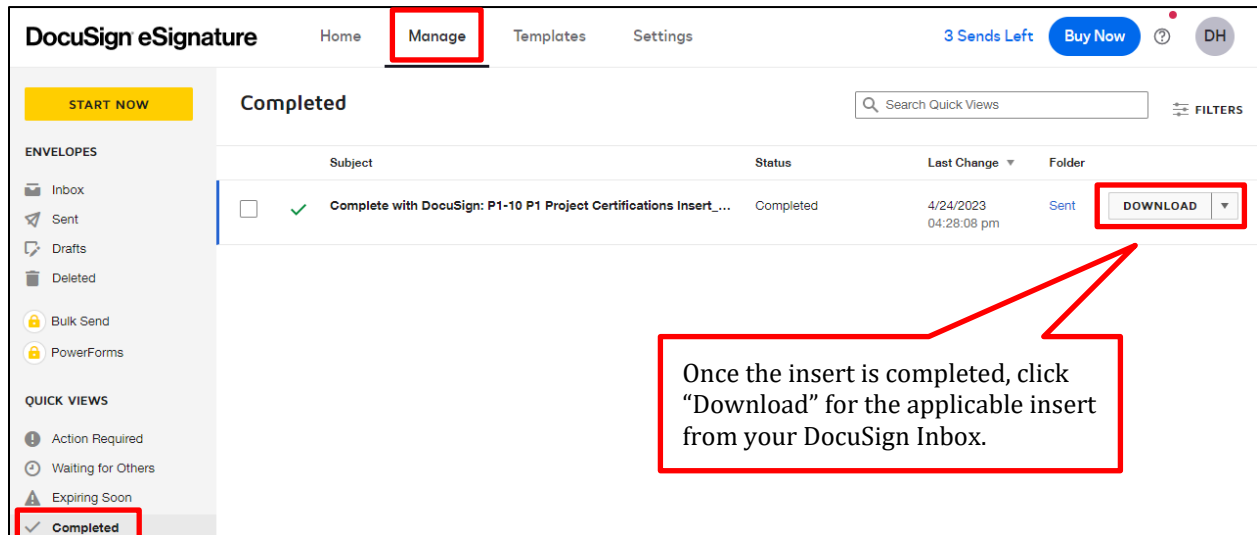 DocuSign eSignature Home Manage Templates Settings 3 Sends Left Buy Now ? DH
START NOW
Completed
Search Quick Views
FILTERS
ENVELOPES
Subject Status Last Change ▼ Folder
Inbox
Complete with DocuSign: P1-10 P1 Project Certifications Insert_... Completed 4/24/2023 Sent DOWNLOAD
04:28:08 pm
Sent
Drafts
Deleted
Bulk Send
PowerForms
QUICK VIEWS
Action Required
Waiting for Others
Expiring Soon
Completed
Once the insert is completed, click
“Download” for the applicable insert
from your DocuSign Inbox.